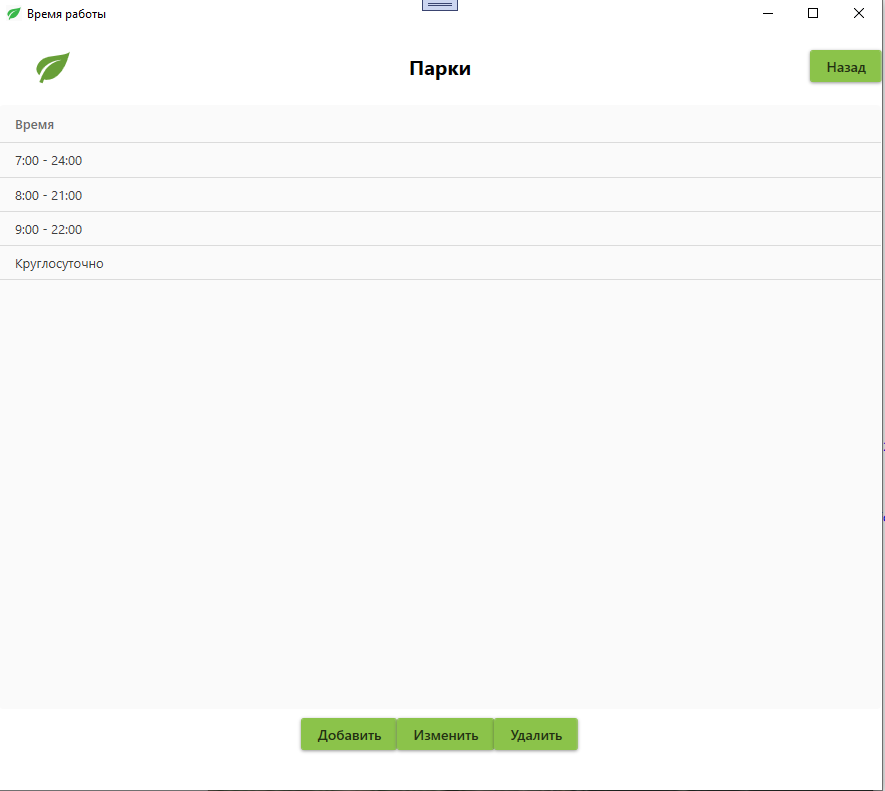 Время работы
Парки
Назад
Время
7:00 - 24:00
8:00 - 21:00
9:00 - 22:00
Круглосуточно
Добавить Изменить Удалить